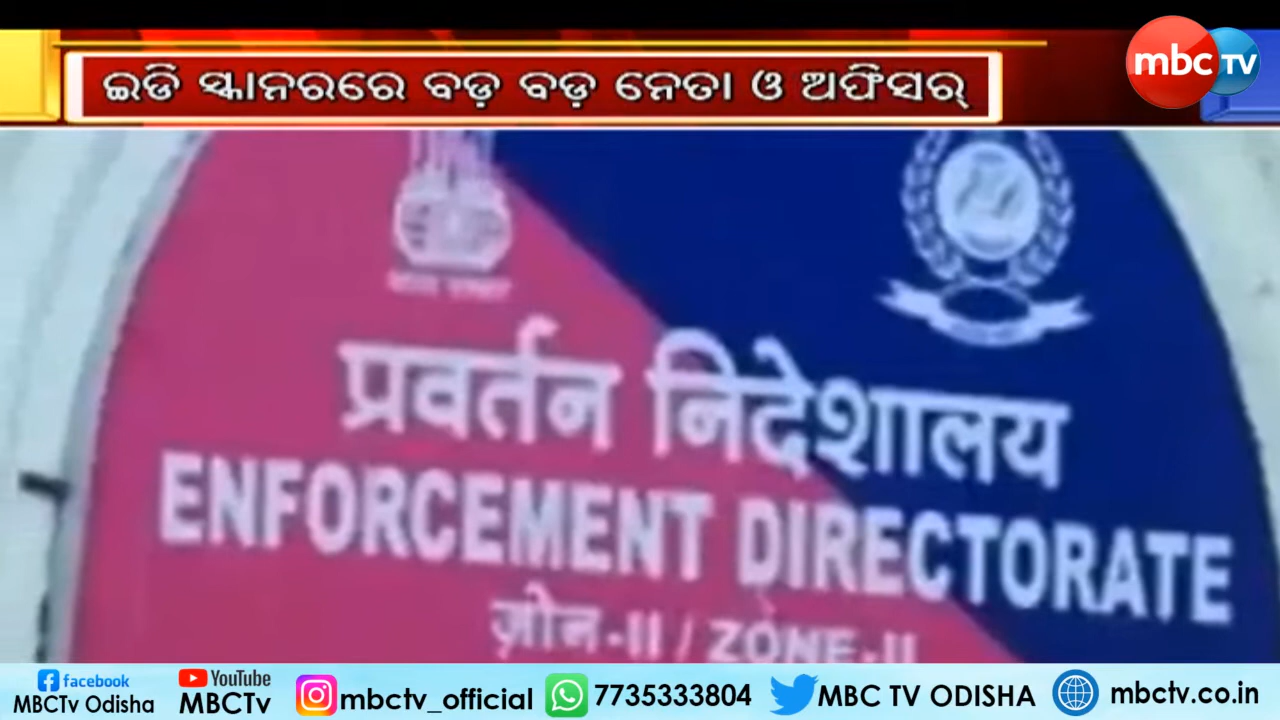 ଇଡି ସ୍କାନରରେ ବଡ଼ ବଡ଼ ନେତା ଓ ଅଫିସର୍
mbc TV
प्रवर्तन निदेशालय
ENFORCEMENT DIRECTORATE
ज़ोन-II / ZONE-II
facebook
MBCTv Odisha
YouTube
MBCTv
mbctv_official
7735333804
MBC TV ODISHA
mbctv.co.in